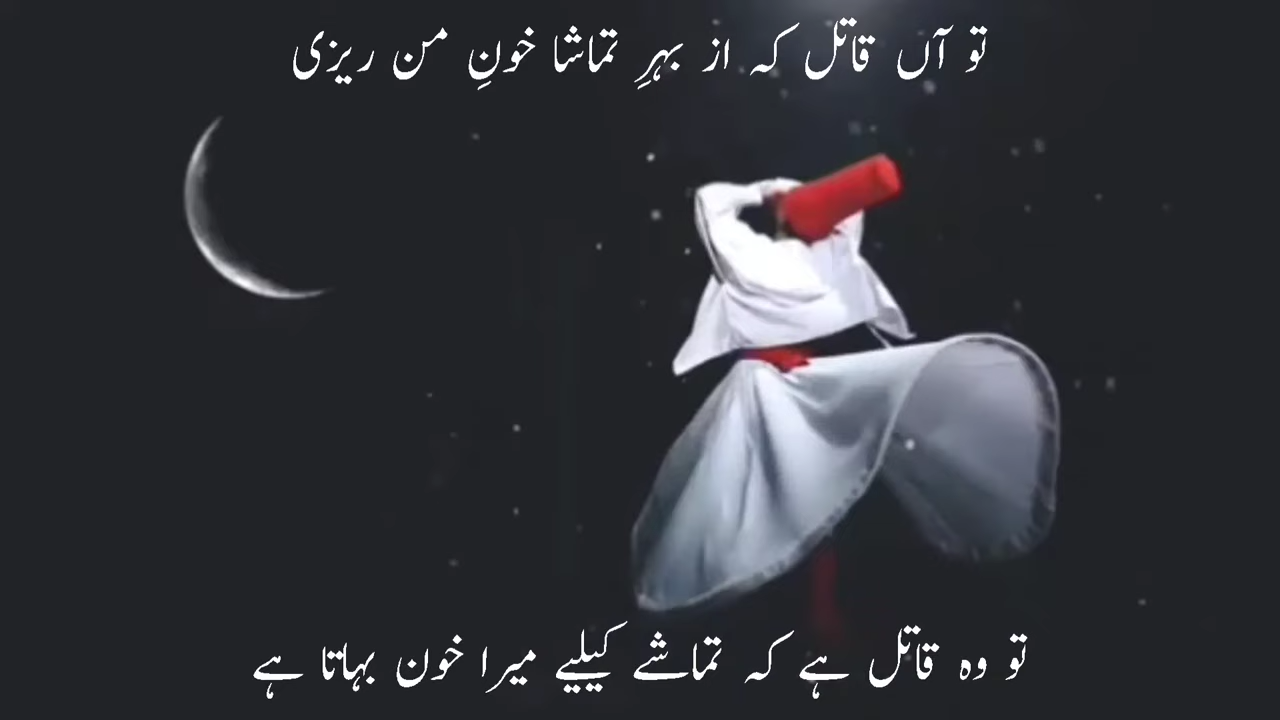 تو آں قاتل کہ از بہرِ تماشا خونِ من ریزی
تو وہ قاتل ہے کہ تماشے کیلیے میرا خون بہاتا ہے